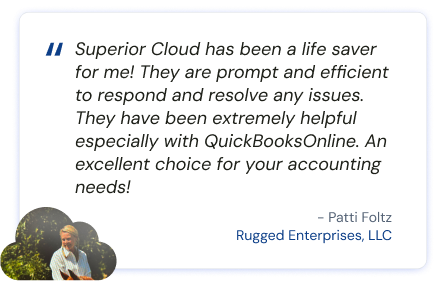 “
Superior Cloud has been a life saver
for me! They are prompt and efficient
to respond and resolve any issues.
They have been extremely helpful
especially with QuickBooksOnline. An
excellent choice for your accounting
needs!
- Patti Foltz
Rugged Enterprises, LLC